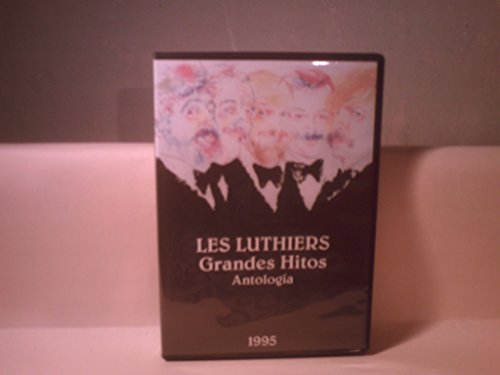 LES LUTHIERS
Grandes Hitos
Antología
1995